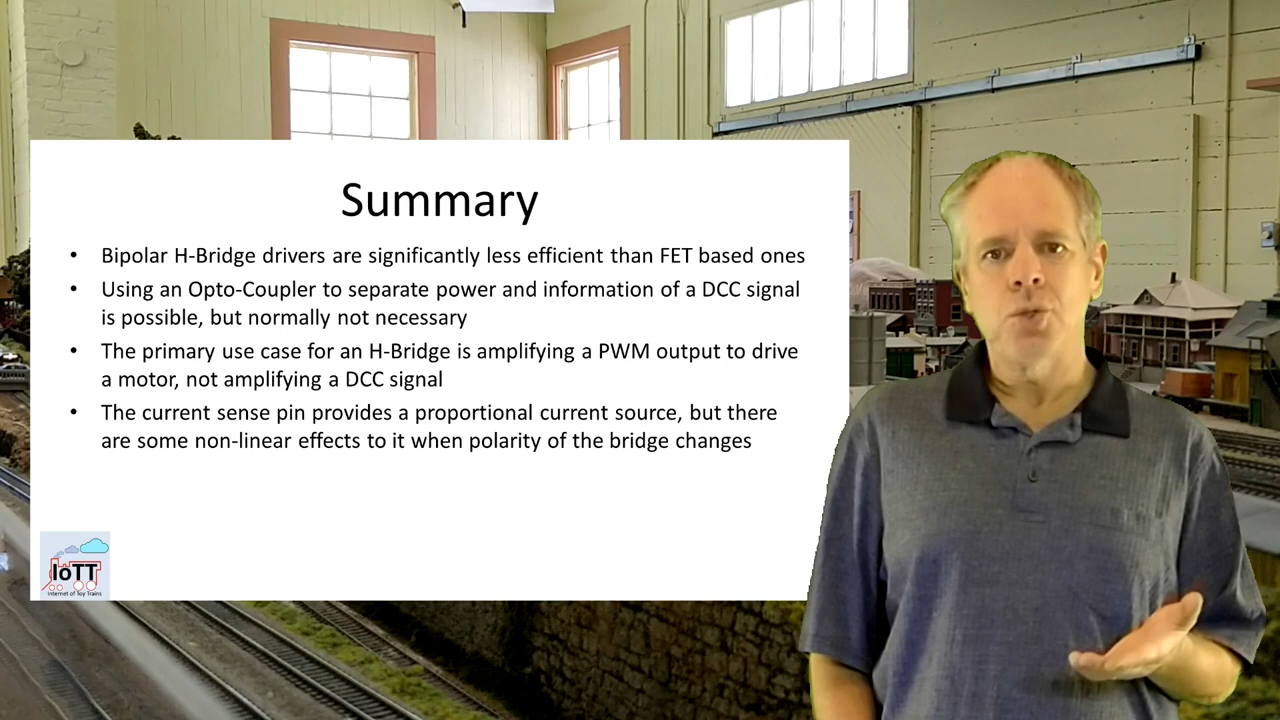 Summary
• Bipolar H-Bridge drivers are significantly less efficient than FET based ones
• Using an Opto-Coupler to separate power and information of a DCC signal
is possible, but normally not necessary
• The primary use case for an H-Bridge is amplifying a PWM output to drive
a motor, not amplifying a DCC signal
• The current sense pin provides a proportional current source, but there
are some non-linear effects to it when polarity of the bridge changes
IoTT
Internet of Toy Trains